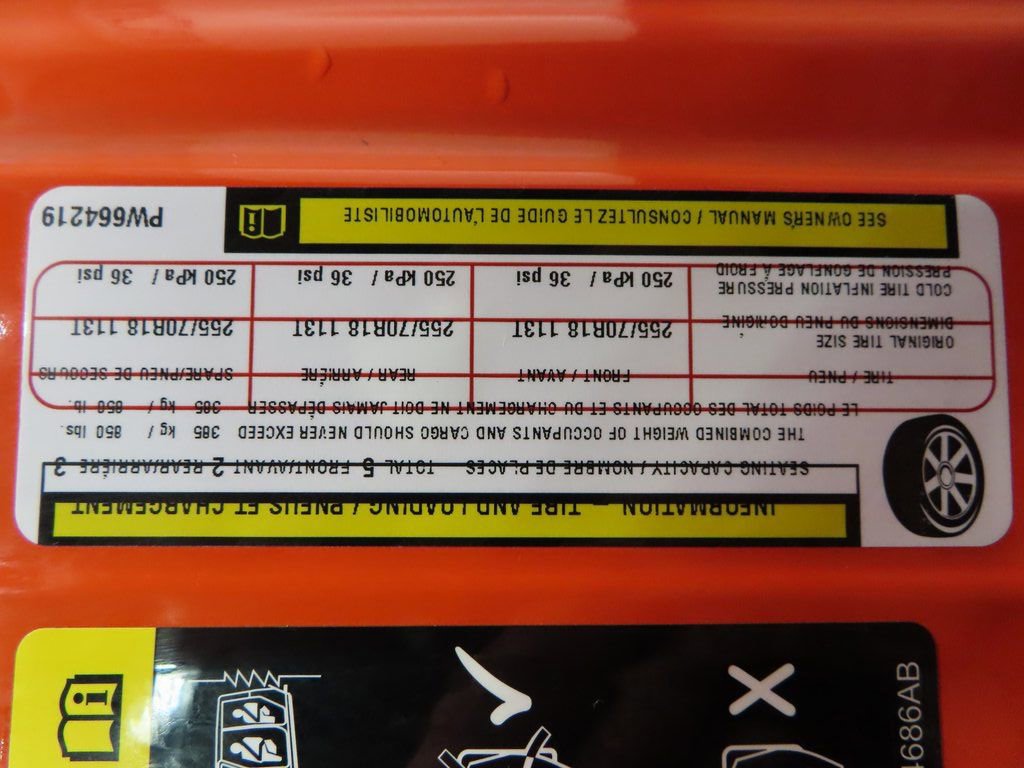 INFORMATION — TIRE AND LOADING / PNEUS ET CHARGEMENT
SEATING CAPACITY / NOMBRE DE PLACES TOTAL 5 FRONT/AVANT 2 REAR/ARRIÈRE 3
THE COMBINED WEIGHT OF OCCUPANTS AND CARGO SHOULD NEVER EXCEED 385 kg / 850 lbs.
LE POIDS TOTAL DES OCCUPANTS ET DU CHARGEMENT NE DOIT JAMAIS DÉPASSER 385 kg / 850 lb.
TIRE / PNEU FRONT / AVANT REAR / ARRIÈRE SPARE/PNEU DE SECOURS
ORIGINAL TIRE SIZE
DIMENSIONS DU PNEU D'ORIGINE 255/70R18 113T 255/70R18 113T 255/70R18 113T
COLD TIRE INFLATION PRESSURE
PRESSION DE GONFLAGE À FROID 250 kPa / 36 psi 250 kPa / 36 psi 250 kPa / 36 psi
SEE OWNER'S MANUAL / CONSULTEZ LE GUIDE DE L'AUTOMOBILISTE
PW664219
4686AB